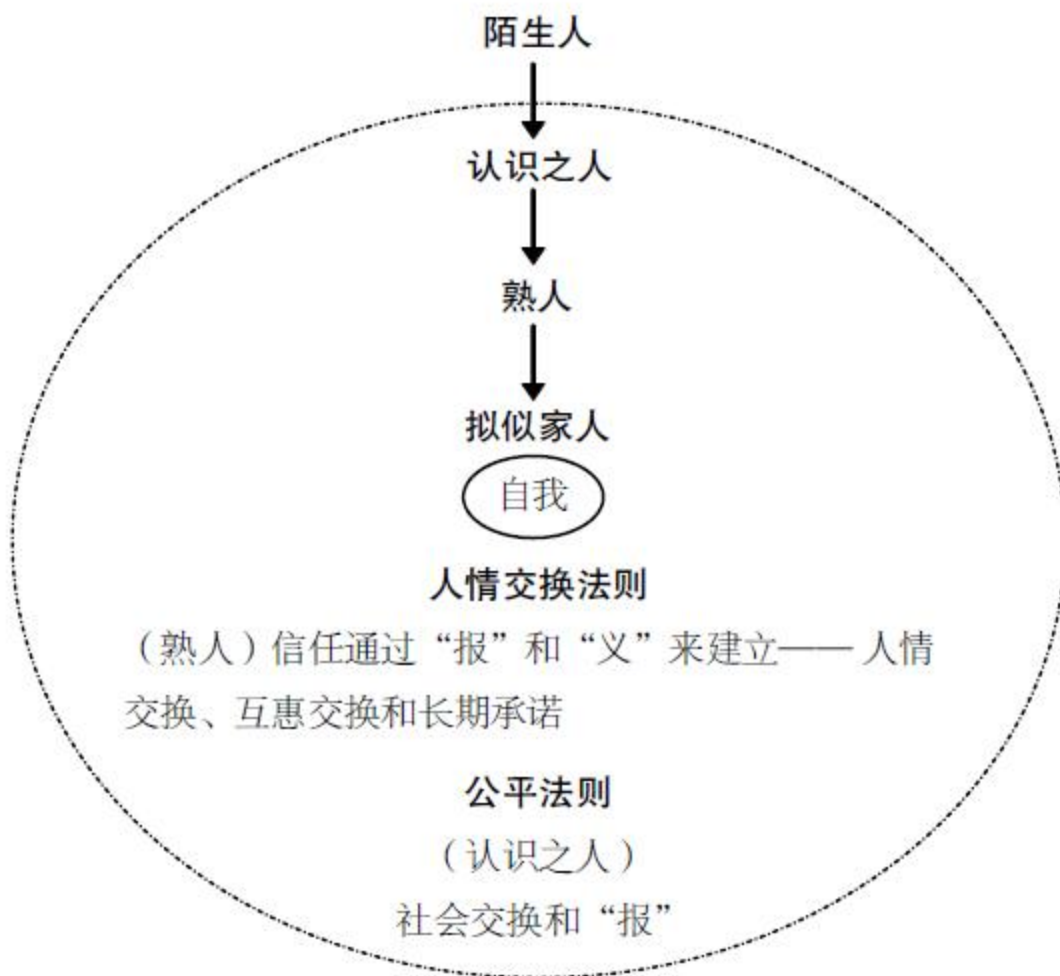 陌生人
认识之人
熟人
拟似家人
自我
人情交换法则
（熟人）信任通过“报”和“义”来建立—— 人情
交换、互惠交换和长期承诺
公平法则
（认识之人）
社会交换和“报”